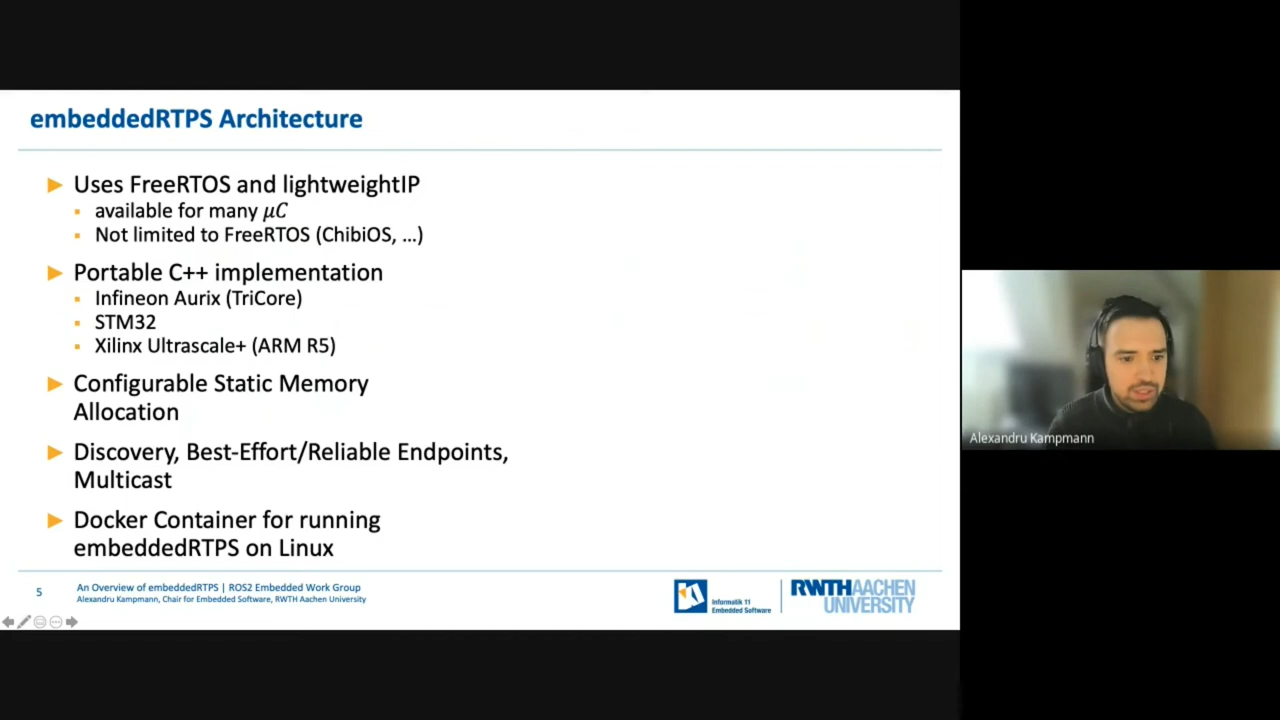 embeddedRTPS Architecture
Uses FreeRTOS and lightweightIP
available for many μC
Not limited to FreeRTOS (ChibiOS, ...)
Portable C++ implementation
Infineon Aurix (TriCore)
STM32
Xilinx Ultrascale+ (ARM R5)
Configurable Static Memory
Allocation
Discovery, Best-Effort/Reliable Endpoints,
Multicast
Docker Container for running
embeddedRTPS on Linux
5
An Overview of embeddedRTPS | ROS2 Embedded Work Group
Alexandru Kampmann, Chair for Embedded Software, RWTH Aachen University
Informatik 11
Embedded Software
RWTHAACHEN
UNIVERSITY
Alexandru Kampmann